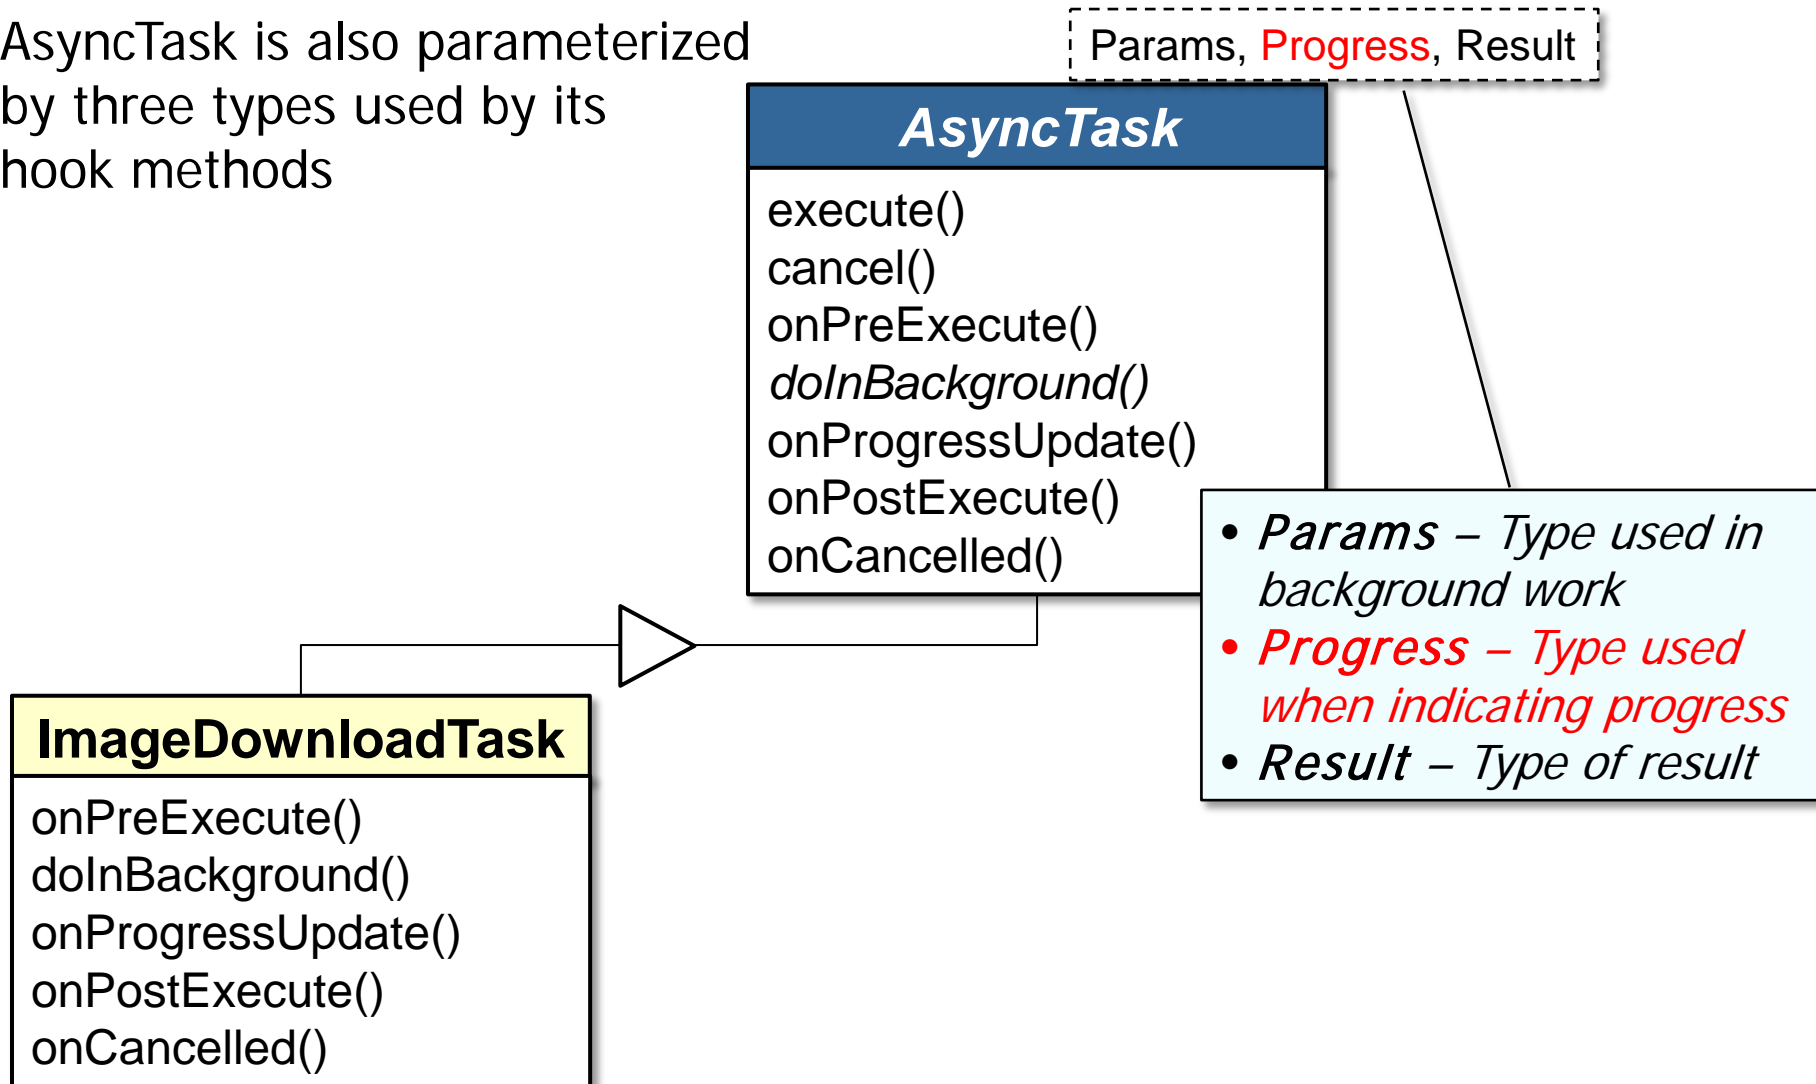 AsyncTask is also parameterized
by three types used by its
hook methods
Params, Progress, Result
AsyncTask
execute()
cancel()
onPreExecute()
doInBackground()
onProgressUpdate()
onPostExecute()
onCancelled()
• Params – Type used in
background work
• Progress – Type used
when indicating progress
• Result – Type of result
ImageDownloadTask
onPreExecute()
doInBackground()
onProgressUpdate()
onPostExecute()
onCancelled()